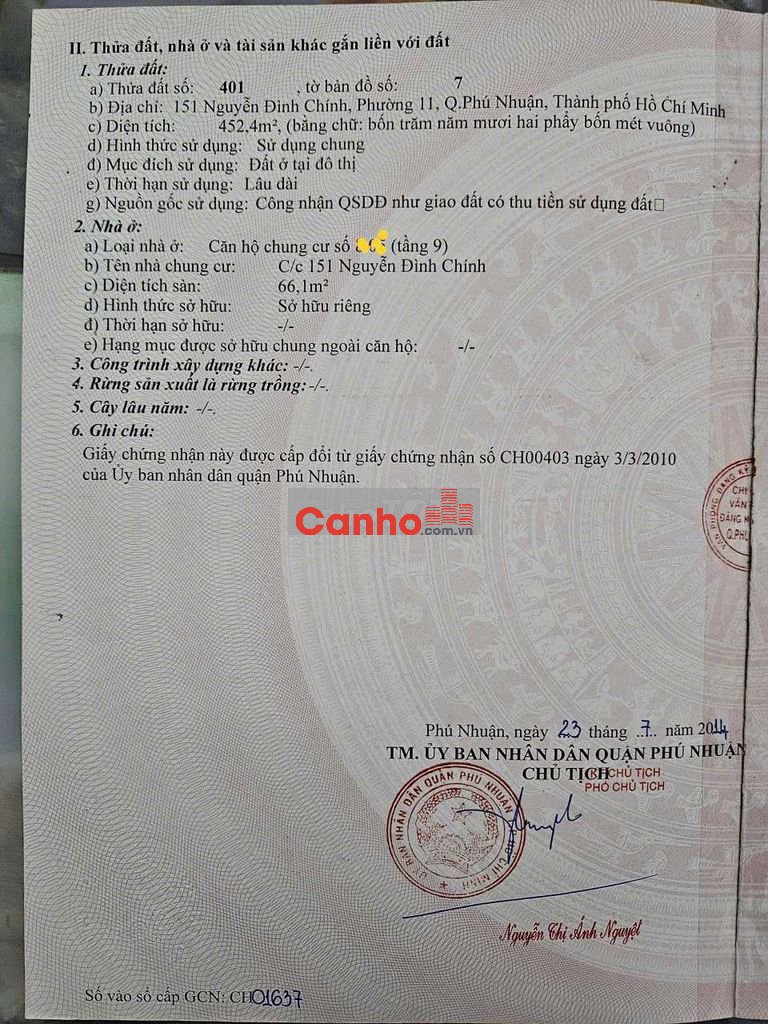 II. Thửa đất, nhà ở và tài sản khác gắn liền với đất
1. Thửa đất:
a) Thửa đất số: 401 , tờ bản đồ số: 7
b) Địa chỉ: 151 Nguyễn Đình Chính, Phường 11, Q.Phú Nhuận, Thành phố Hồ Chí Minh
c) Diện tích: 452,4m², (bằng chữ: bốn trăm năm mươi hai phẩy bốn mét vuông)
d) Hình thức sử dụng: Sử dụng chung
đ) Mục đích sử dụng: Đất ở tại đô thị
e) Thời hạn sử dụng: Lâu dài
g) Nguồn gốc sử dụng: Công nhận QSDĐ như giao đất có thu tiền sử dụng đất
2. Nhà ở:
a) Loại nhà ở: Căn hộ chung cư số (tầng 9)
b) Tên nhà chung cư: C/c 151 Nguyễn Đình Chính
c) Diện tích sàn: 66,1m²
d) Hình thức sở hữu: Sở hữu riêng
đ) Thời hạn sở hữu: -/-
e) Hạng mục được sở hữu chung ngoài căn hộ: -/-
3. Công trình xây dựng khác: -/-.
4. Rừng sản xuất là rừng trồng: -/-.
5. Cây lâu năm: -/-.
6. Ghi chú:
Giấy chứng nhận này được cấp đổi từ giấy chứng nhận số CH00403 ngày 3/3/2010
của Ủy ban nhân dân quận Phú Nhuận.
Canho
.com.vn
Phú Nhuận, ngày 23 tháng 7 năm 2014
TM. ỦY BAN NHÂN DÂN QUẬN PHÚ NHUẬN
CHỦ TỊCH
KT.CHỦ TỊCH
PHÓ CHỦ TỊCH
ỦY BAN NHÂN DÂN QUẬN PHÚ NHUẬN
Nguyễn Thị Ánh Nguyệt
Số vào sổ cấp GCN: CH01637